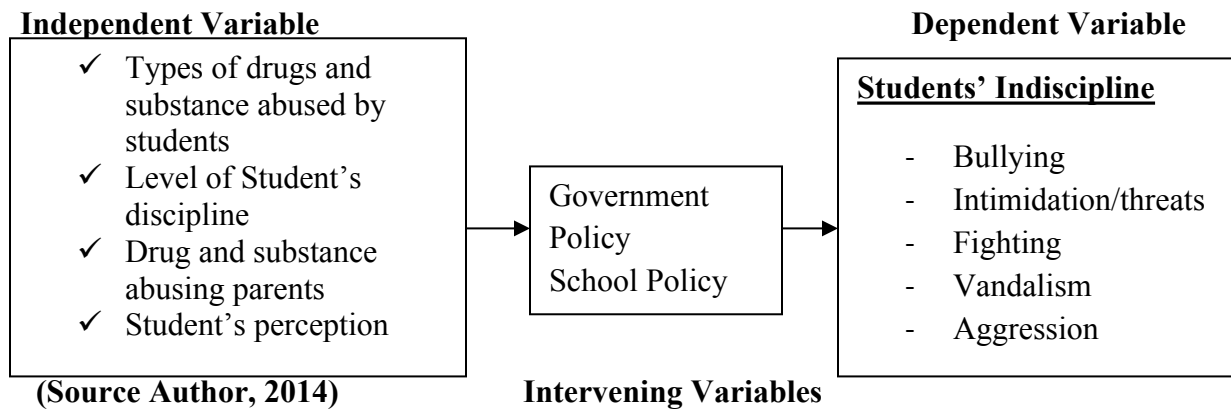 Independent Variable
✓ Types of drugs and
substance abused by
students
✓ Level of Student’s
discipline
✓ Drug and substance
abusing parents
✓ Student’s perception
(Source Author, 2014)
Government
Policy
School Policy
Intervening Variables
Dependent Variable
Students’ Indiscipline
- Bullying
- Intimidation/threats
- Fighting
- Vandalism
- Aggression